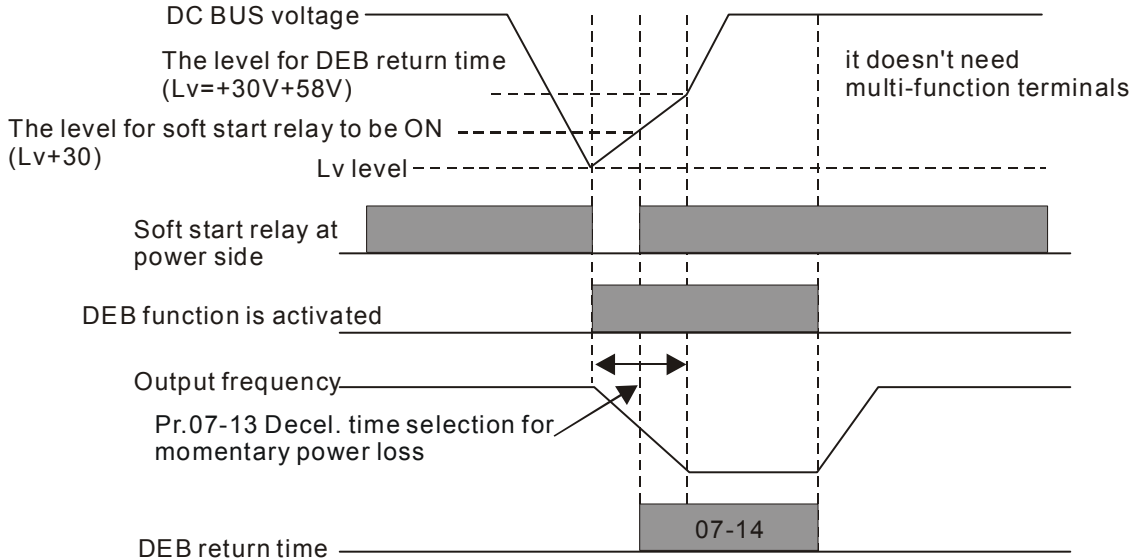 DC BUS voltage
The level for DEB return time
(Lv=+30V+58V)
it doesn't need
multi-function terminals
The level for soft start relay to be ON
(Lv+30)
Lv level
Soft start relay at
power side
DEB function is activated
Output frequency
Pr.07-13 Decel. time selection for
momentary power loss
07-14
DEB return time